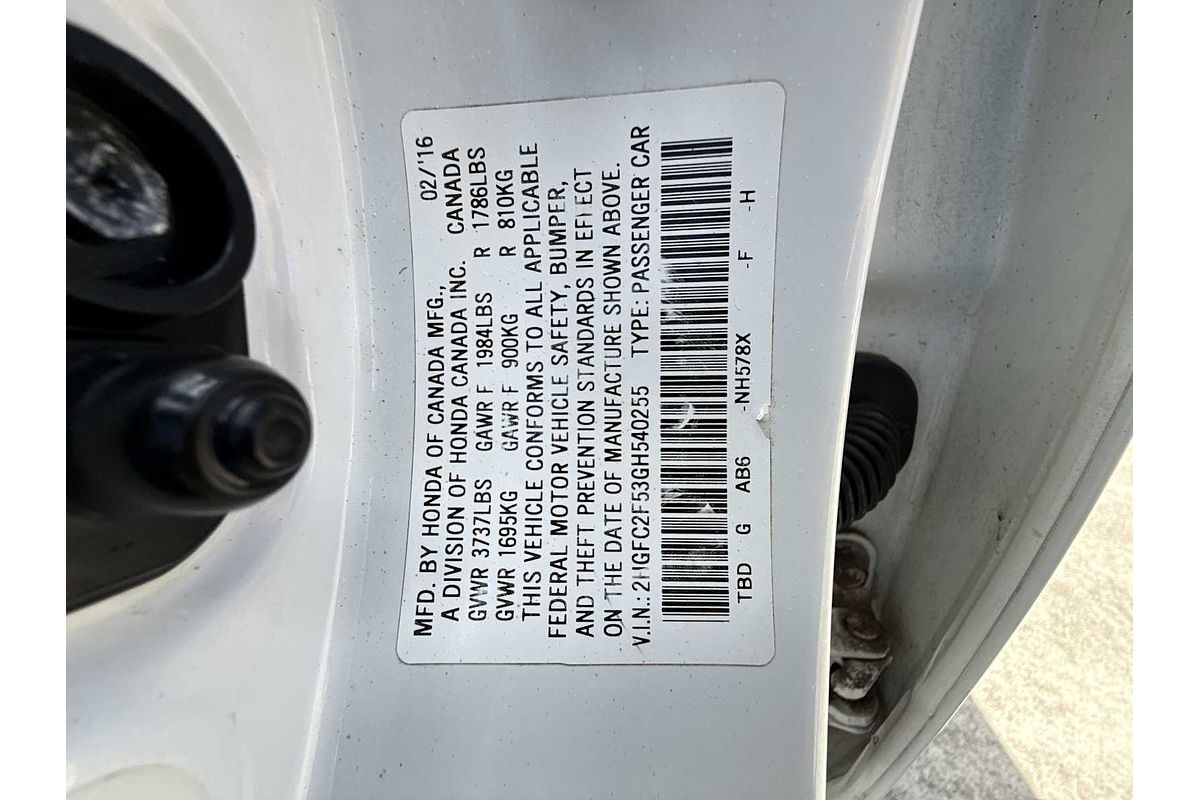 MFD. BY HONDA OF CANADA MFG., 02/'16
A DIVISION OF HONDA CANADA INC. CANADA
GVWR 3737LBS GAWR F 1984LBS R 1786LBS
GVWR 1695KG GAWR F 900KG R 810KG
THIS VEHICLE CONFORMS TO ALL APPLICABLE
FEDERAL MOTOR VEHICLE SAFETY, BUMPER,
AND THEFT PREVENTION STANDARDS IN EFFECT
ON THE DATE OF MANUFACTURE SHOWN ABOVE.
V.I.N.: 2HGFC2F53GH540255 TYPE: PASSENGER CAR
TBD G AB6 -NH578X -F -H